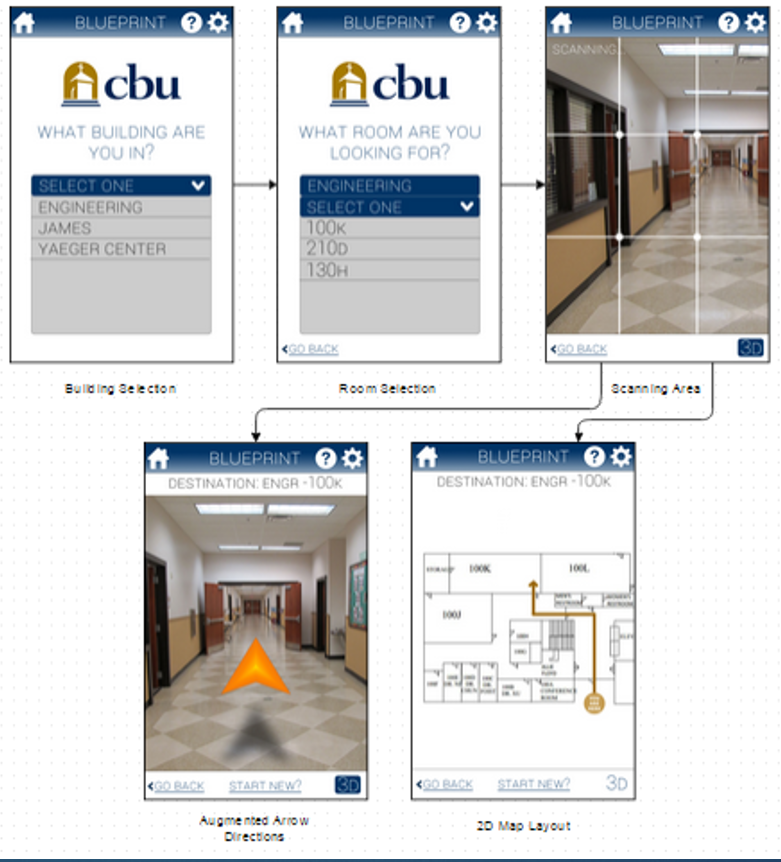 BLUEPRINT ?
cbu
WHAT BUILDING ARE
YOU IN?
SELECT ONE
ENGINEERING
JAMES
YAEGER CENTER
Building Selection
BLUEPRINT ?
cbu
WHAT ROOM ARE YOU
LOOKING FOR?
ENGINEERING
SELECT ONE
100K
210D
130H
<GO BACK
Room Selection
BLUEPRINT ?
SCANNING...
<GO BACK 3D
Scanning Area
BLUEPRINT ?
DESTINATION: ENGR -100K
<GO BACK START NEW? 3D
Augmented Arrow
Directions
BLUEPRINT ?
DESTINATION: ENGR -100K
STORAGE 100K 100L
100J
CONFERENCE
ROOM
<GO BACK START NEW? 3D
2D Map Layout